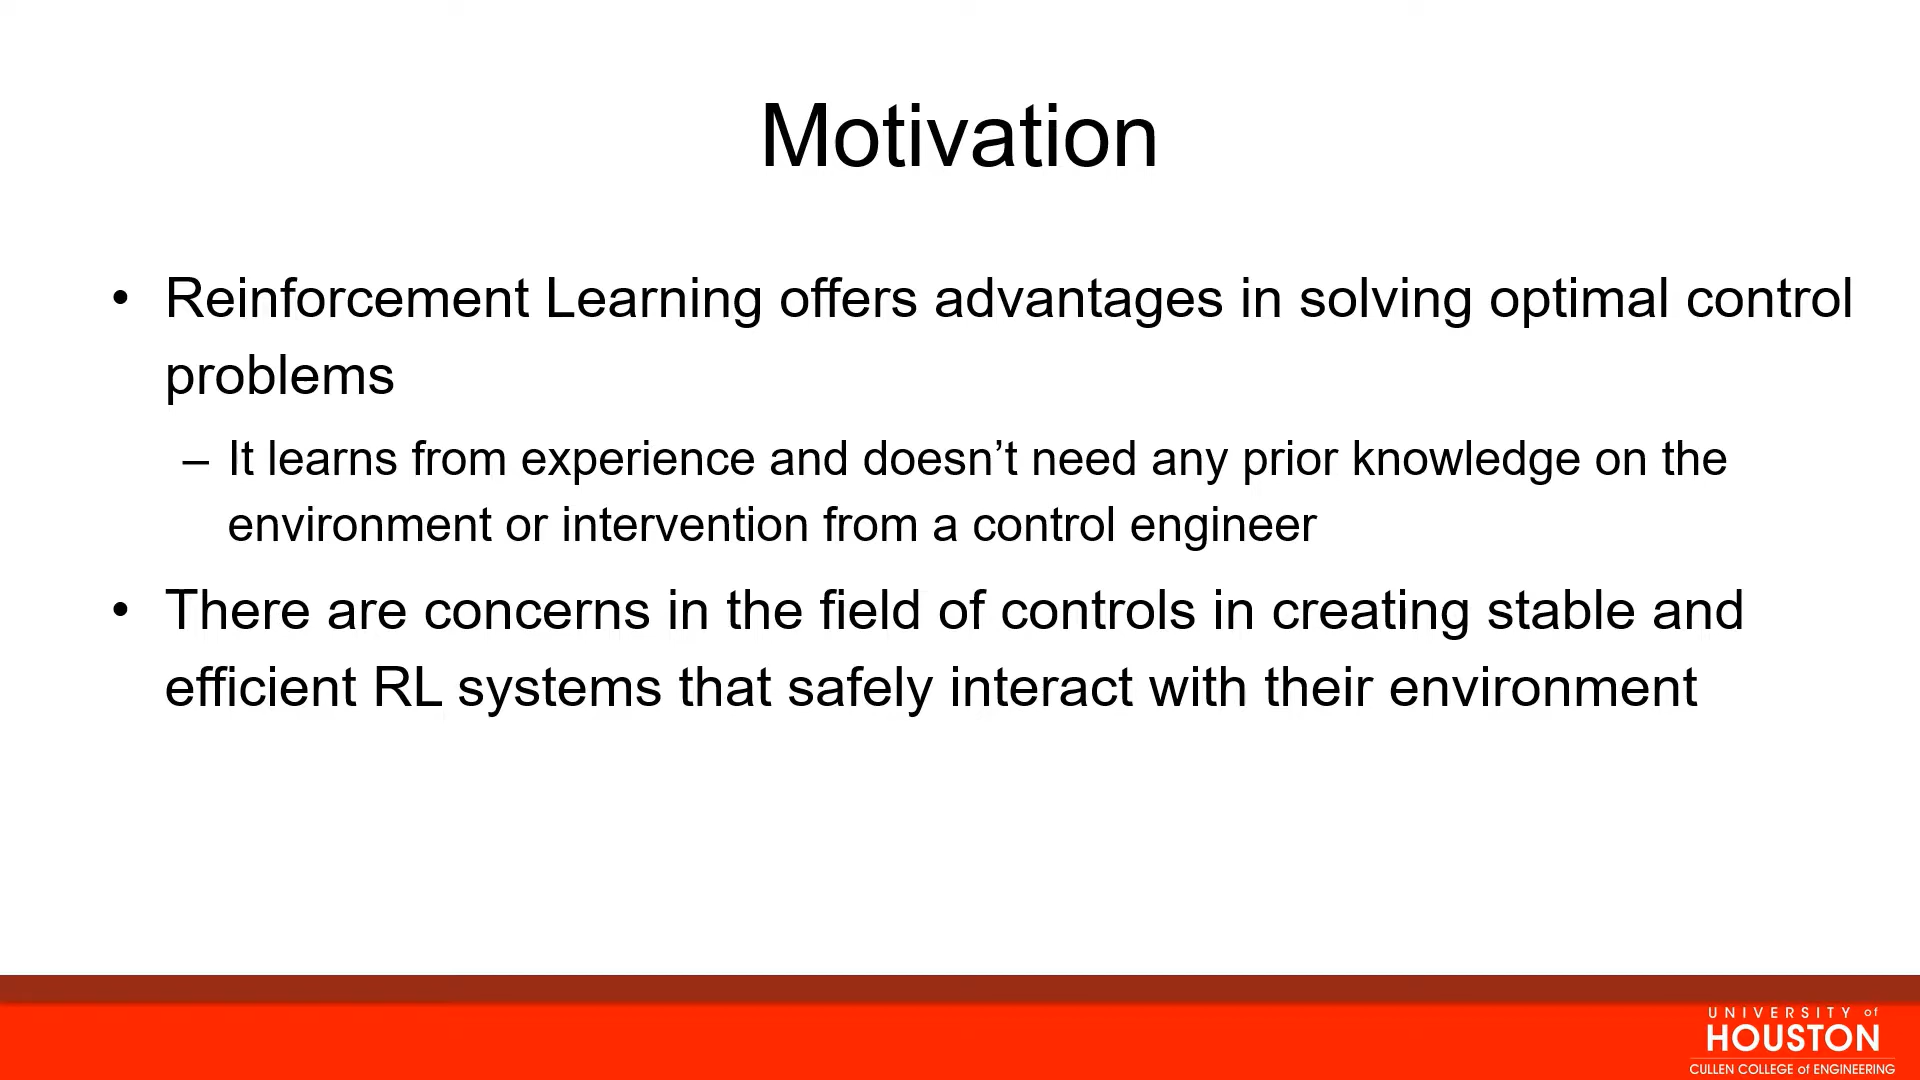 Motivation
• Reinforcement Learning offers advantages in solving optimal control
problems
– It learns from experience and doesn’t need any prior knowledge on the
environment or intervention from a control engineer
• There are concerns in the field of controls in creating stable and
efficient RL systems that safely interact with their environment
UNIVERSITY of
HOUSTON
CULLEN COLLEGE of ENGINEERING